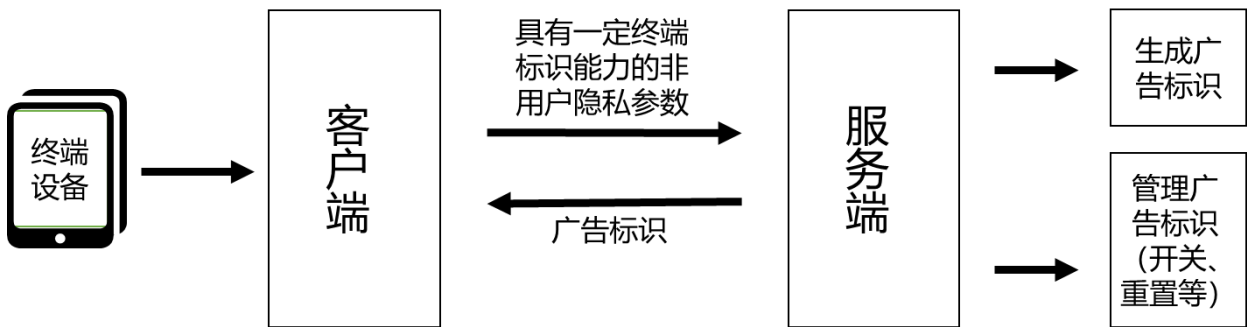 终端
设备
客
户
端
具有一定终端
标识能力的非
用户隐私参数
广告标识
服
务
端
生成广
告标识
管理广
告标识
（开关、
重置等）